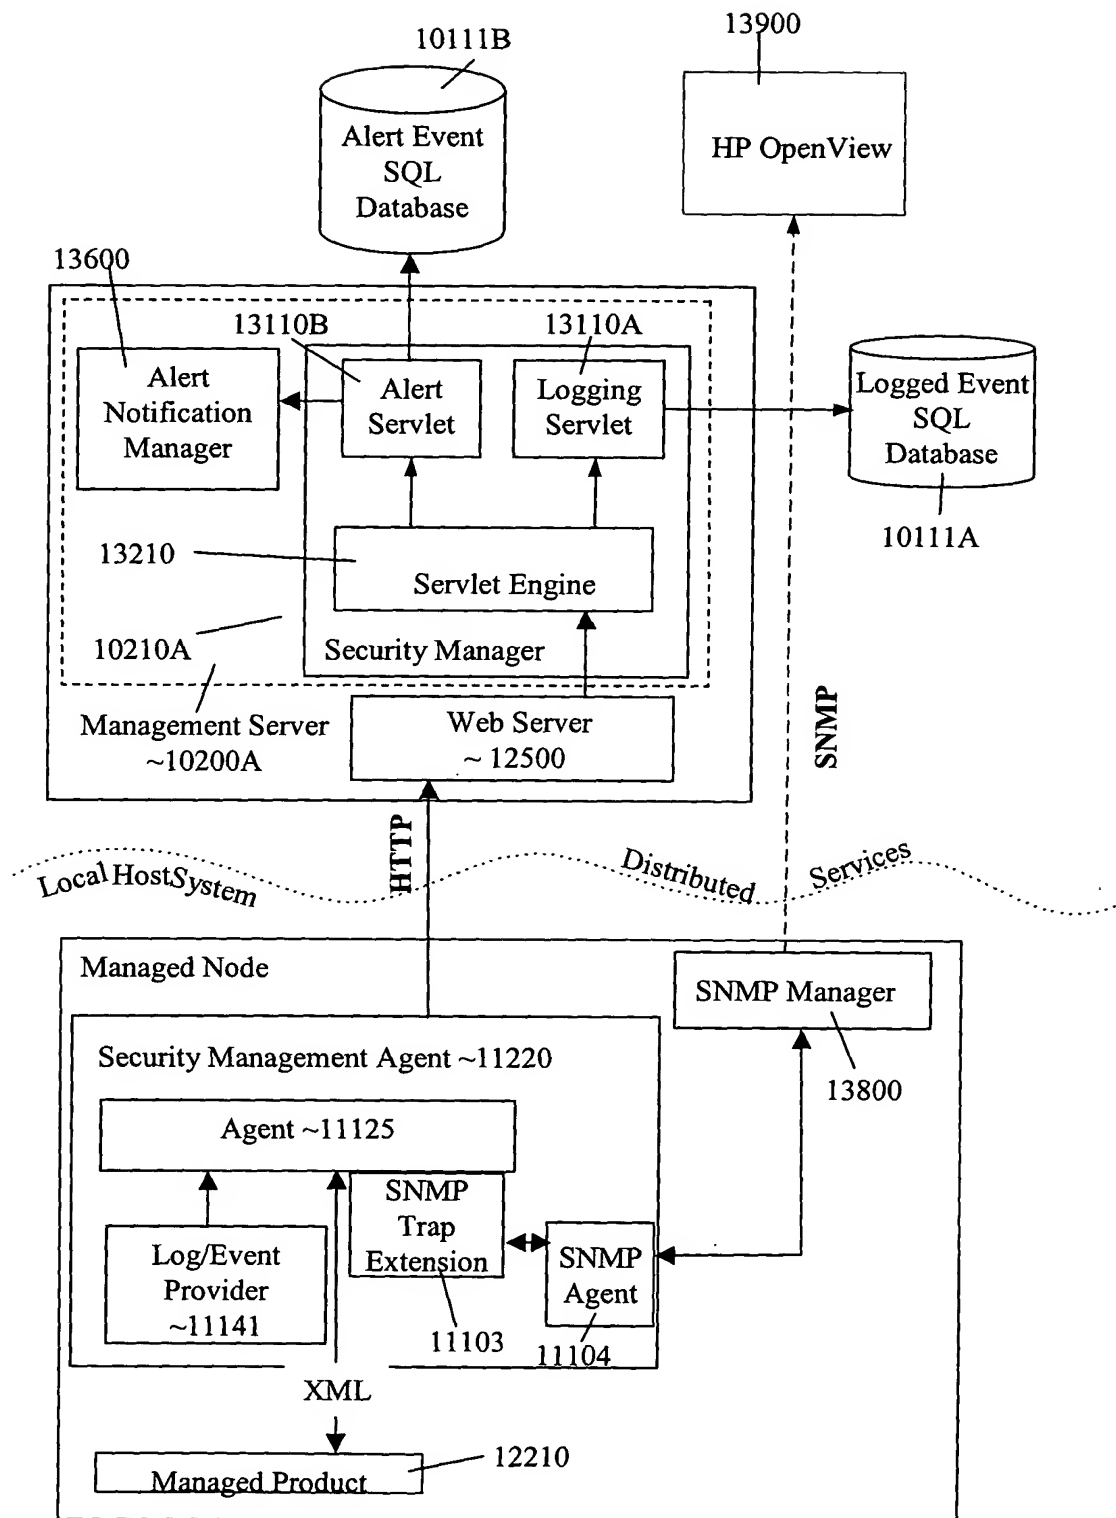 10111B
13900
Alert Event
SQL
Database
HP OpenView
13600
13110B
13110A
Alert
Notification
Manager
Alert
Servlet
Logging
Servlet
Logged Event
SQL
Database
10111A
13210
Servlet Engine
10210A
Security Manager
Management Server
~10200A
Web Server
~ 12500
SNMP
HTTP
Local HostSystem
Distributed Services
Managed Node
SNMP Manager
13800
Security Management Agent ~11220
Agent ~11125
SNMP
Trap
Extension
Log/Event
Provider
~11141
SNMP
Agent
11103
11104
XML
12210
Managed Product